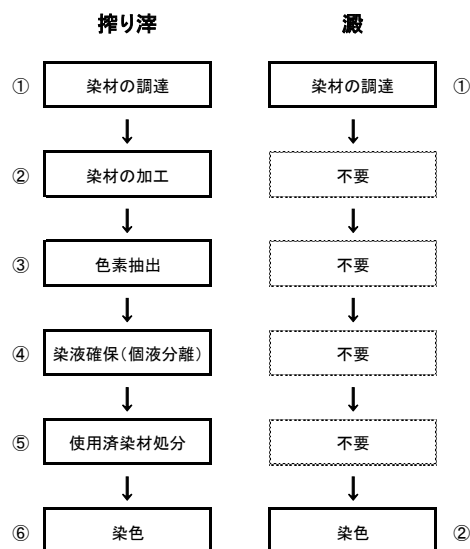 搾り滓 澱
① 染材の調達 染材の調達 ①
② 染材の加工 不要
③ 色素抽出 不要
④ 染液確保(個液分離) 不要
⑤ 使用済染材処分 不要
⑥ 染色 染色 ②